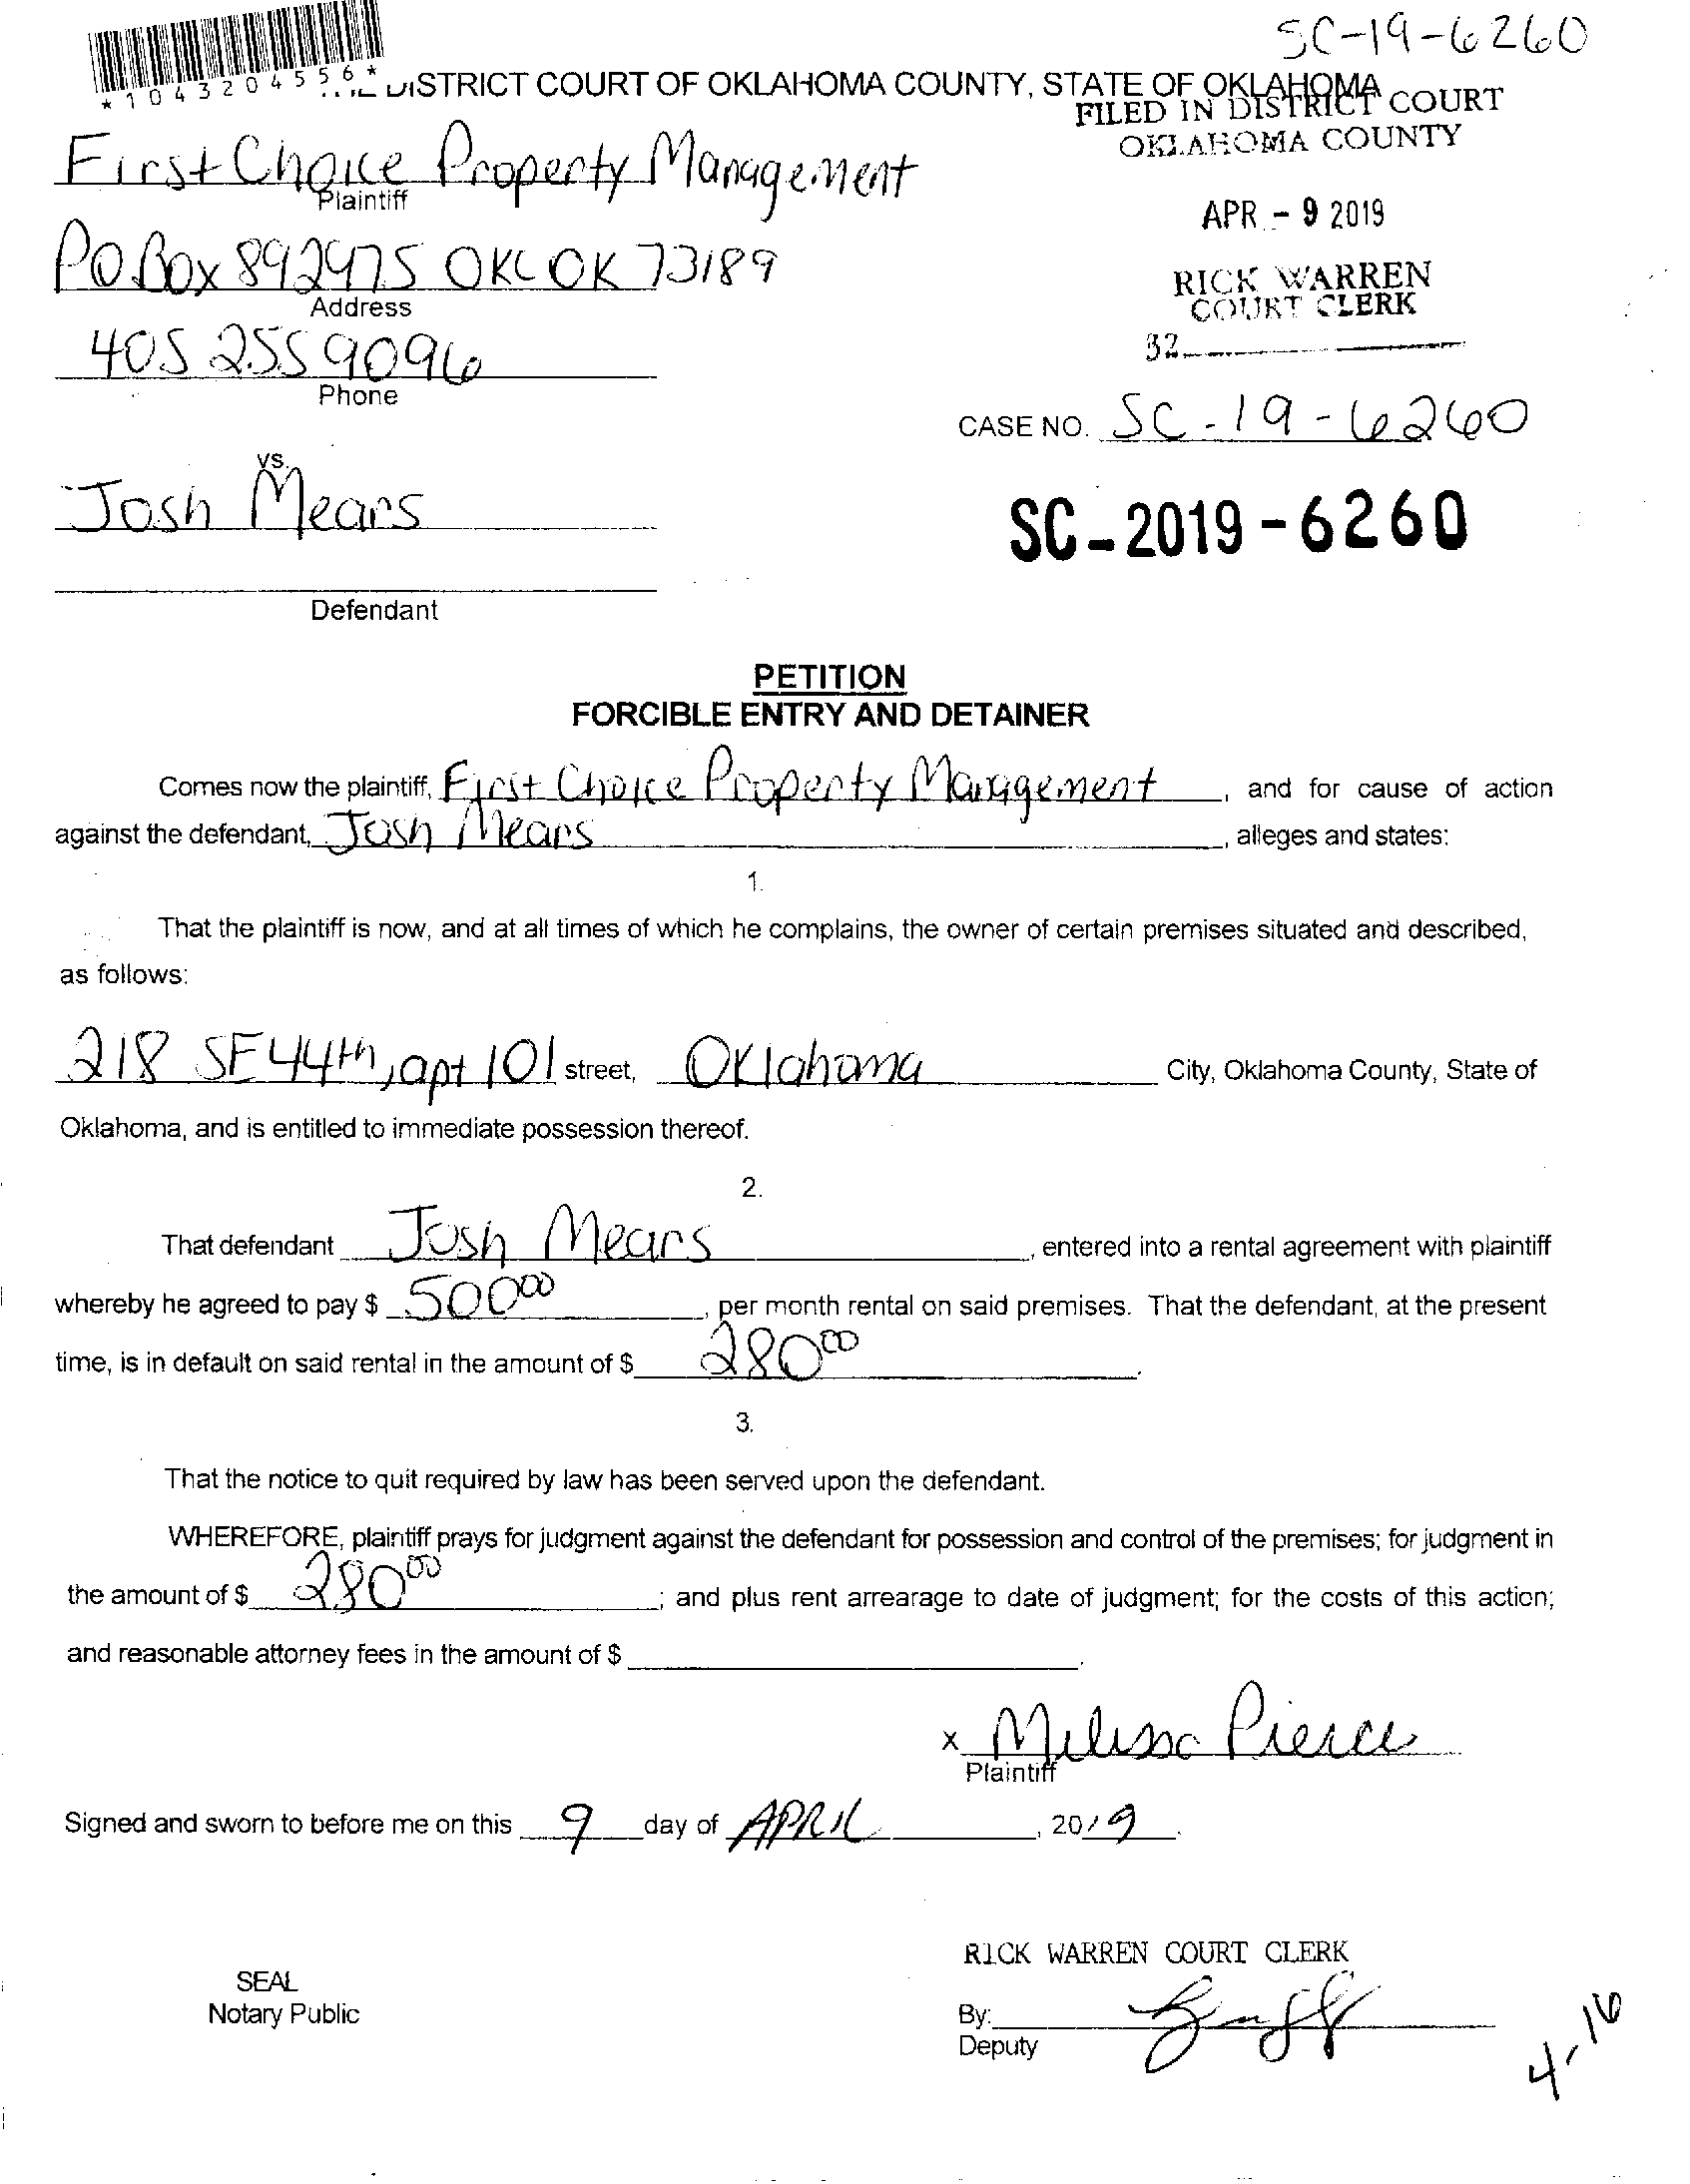 SC-19-6260
*1043204556*
DISTRICT COURT OF OKLAHOMA COUNTY, STATE OF OKLAHOMA
FILED IN DISTRICT COURT
OKLAHOMA COUNTY
First Choice Property Management
Plaintiff
APR - 9 2019
PO Box 892475 OKC OK 73189
Address
RICK WARREN
COURT CLERK
32
405 255 9096
Phone
CASE NO. SC-19-6260
vs.
Josh Mears
SC-2019-6260
Defendant
PETITION
FORCIBLE ENTRY AND DETAINER
Comes now the plaintiff, First Choice Property Management, and for cause of action
against the defendant, Josh Mears, alleges and states:
1.
That the plaintiff is now, and at all times of which he complains, the owner of certain premises situated and described,
as follows:
218 SE 44th, apt 101 street, Oklahoma City, Oklahoma County, State of
Oklahoma, and is entitled to immediate possession thereof.
2.
That defendant Josh Mears, entered into a rental agreement with plaintiff
whereby he agreed to pay $ 500 00, per month rental on said premises. That the defendant, at the present
time, is in default on said rental in the amount of $ 280 00.
3.
That the notice to quit required by law has been served upon the defendant.
WHEREFORE, plaintiff prays for judgment against the defendant for possession and control of the premises; for judgment in
the amount of $ 280 00; and plus rent arrearage to date of judgment; for the costs of this action;
and reasonable attorney fees in the amount of $
x Melissa Pierce
Plaintiff
Signed and sworn to before me on this 9 day of APRIL, 2019.
RICK WARREN COURT CLERK
SEAL
Notary Public
By:
Deputy
4-16